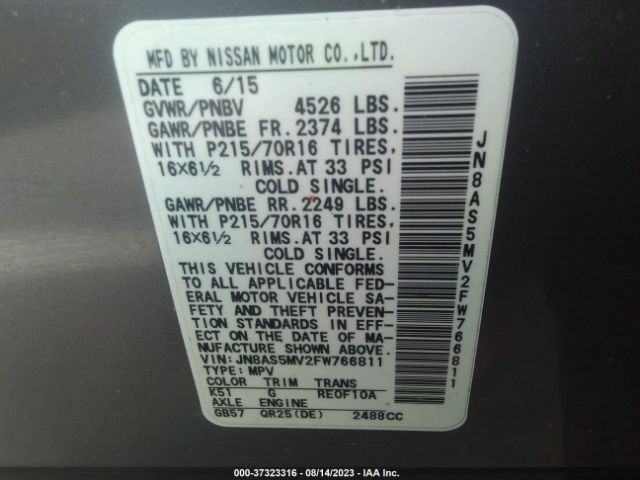 MFD BY NISSAN MOTOR CO.,LTD.
DATE 6/15
GVWR/PNBV 4526 LBS.
GAWR/PNBE FR. 2374 LBS.
WITH P215/70R16 TIRES,
16×6½ RIMS. AT 33 PSI
COLD SINGLE.
GAWR/PNBE RR. 2249 LBS.
WITH P215/70R16 TIRES,
16×6½ RIMS. AT 33 PSI
COLD SINGLE.
THIS VEHICLE CONFORMS
TO ALL APPLICABLE FED-
ERAL MOTOR VEHICLE SA-
FETY AND THEFT PREVEN-
TION STANDARDS IN EFF-
ECT ON THE DATE OF MA-
NUFACTURE SHOWN ABOVE.
VIN:JN8AS5MV2FW766811
TYPE:MPV
COLOR TRIM TRANS
K51 G RE0F10A
AXLE ENGINE
GB57 QR25(DE) 2488CC
JN8AS5MV2FW766811
000-37323316 - 08/14/2023 - IAA Inc.